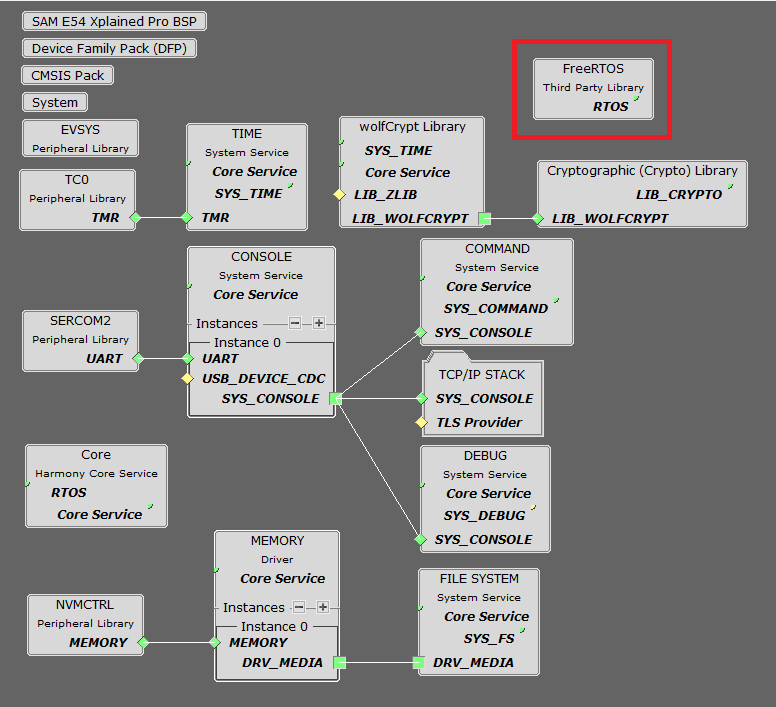 SAM E54 Xplained Pro BSP
Device Family Pack (DFP)
CMSIS Pack
System
EVSYS
Peripheral Library
TC0
Peripheral Library
TMR
TIME
System Service
Core Service
SYS_TIME
TMR
wolfCrypt Library
SYS_TIME
Core Service
LIB_ZLIB
LIB_WOLFCRYPT
FreeRTOS
Third Party Library
RTOS
Cryptographic (Crypto) Library
LIB_CRYPTO
LIB_WOLFCRYPT
SERCOM2
Peripheral Library
UART
CONSOLE
System Service
Core Service
Instances
Instance 0
UART
USB_DEVICE_CDC
SYS_CONSOLE
COMMAND
System Service
Core Service
SYS_COMMAND
SYS_CONSOLE
TCP/IP STACK
SYS_CONSOLE
TLS Provider
DEBUG
System Service
Core Service
SYS_DEBUG
SYS_CONSOLE
Core
Harmony Core Service
RTOS
Core Service
NVMCTRL
Peripheral Library
MEMORY
MEMORY
Driver
Core Service
Instances
Instance 0
MEMORY
DRV_MEDIA
FILE SYSTEM
System Service
Core Service
SYS_FS
DRV_MEDIA